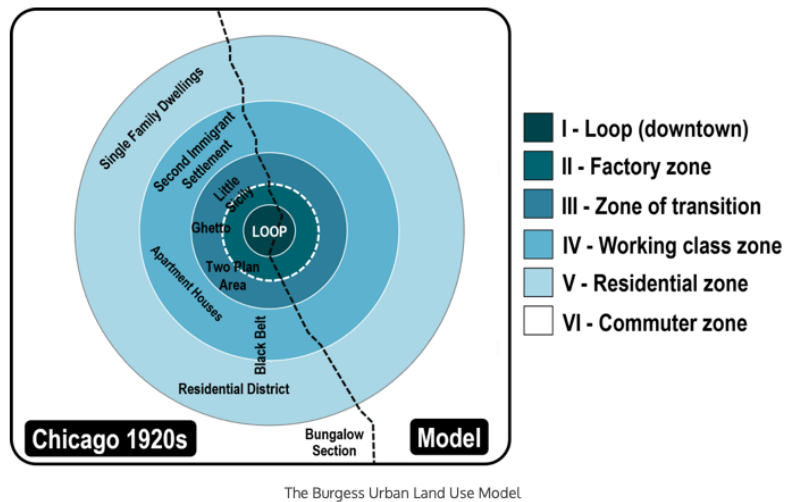 Single Family Dwellings
Second Immigrant
Settlement
Little
Sicily
Ghetto
LOOP
Two Plan
Area
Apartment Houses
Black Belt
Residential District
Bungalow
Section
Chicago 1920s
Model
I - Loop (downtown)
II - Factory zone
III - Zone of transition
IV - Working class zone
V - Residential zone
VI - Commuter zone
The Burgess Urban Land Use Model